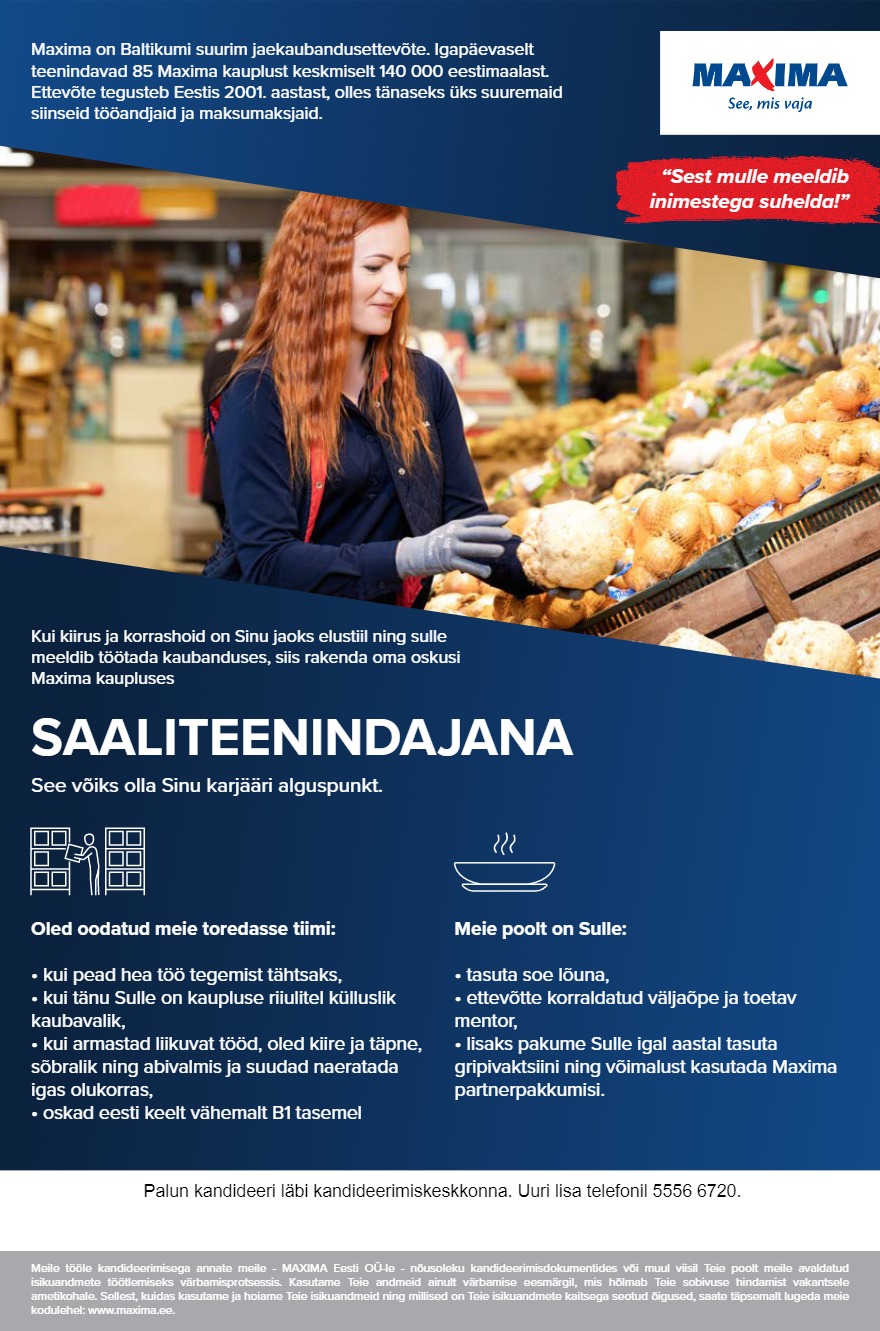 Maxima on Baltikumi suurim jaekaubandusettevõte. Igapäevaselt
teenindavad 85 Maxima kauplust keskmiselt 140 000 eestimaalast.
Ettevõte tegusteb Eestis 2001. aastast, olles tänaseks üks suuremaid
siinseid tööandjaid ja maksumaksjaid.
MAXIMA
See, mis vaja
“Sest mulle meeldib
inimestega suhelda!”
espax
Kui kiirus ja korrashoid on Sinu jaoks elustiil ning sulle
meeldib töötada kaubanduses, siis rakenda oma oskusi
Maxima kaupluses
SAALITEENINDAJANA
See võiks olla Sinu karjääri alguspunkt.
Oled oodatud meie toredasse tiimi:
• kui pead hea töö tegemist tähtsaks,
• kui tänu Sulle on kaupluse riiulitel külluslik
kaubavalik,
• kui armastad liikuvat tööd, oled kiire ja täpne,
sõbralik ning abivalmis ja suudad naeratada
igas olukorras,
• oskad eesti keelt vähemalt B1 tasemel
Meie poolt on Sulle:
• tasuta soe lõuna,
• ettevõtte korraldatud väljaõpe ja toetav
mentor,
• lisaks pakume Sulle igal aastal tasuta
gripivaktsiini ning võimalust kasutada Maxima
partnerpakkumisi.
Palun kandideeri läbi kandideerimiskeskkonna. Uuri lisa telefonil 5556 6720.
Meile tööle kandideerimisega annate meile - MAXIMA Eesti OÜ-le - nõusoleku kandideerimisdokumentides või muul viisil Teie poolt meile avaldatud
isikuandmete töötlemiseks värbamisprotsessis. Kasutame Teie andmeid ainult värbamise eesmärgil, mis hõlmab Teie sobivuse hindamist vakantsele
ametikohale. Sellest, kuidas kasutame ja hoiame Teie isikuandmeid ning millised on Teie isikuandmete kaitsega seotud õigused, saate täpsemalt lugeda meie
kodulehel: www.maxima.ee.